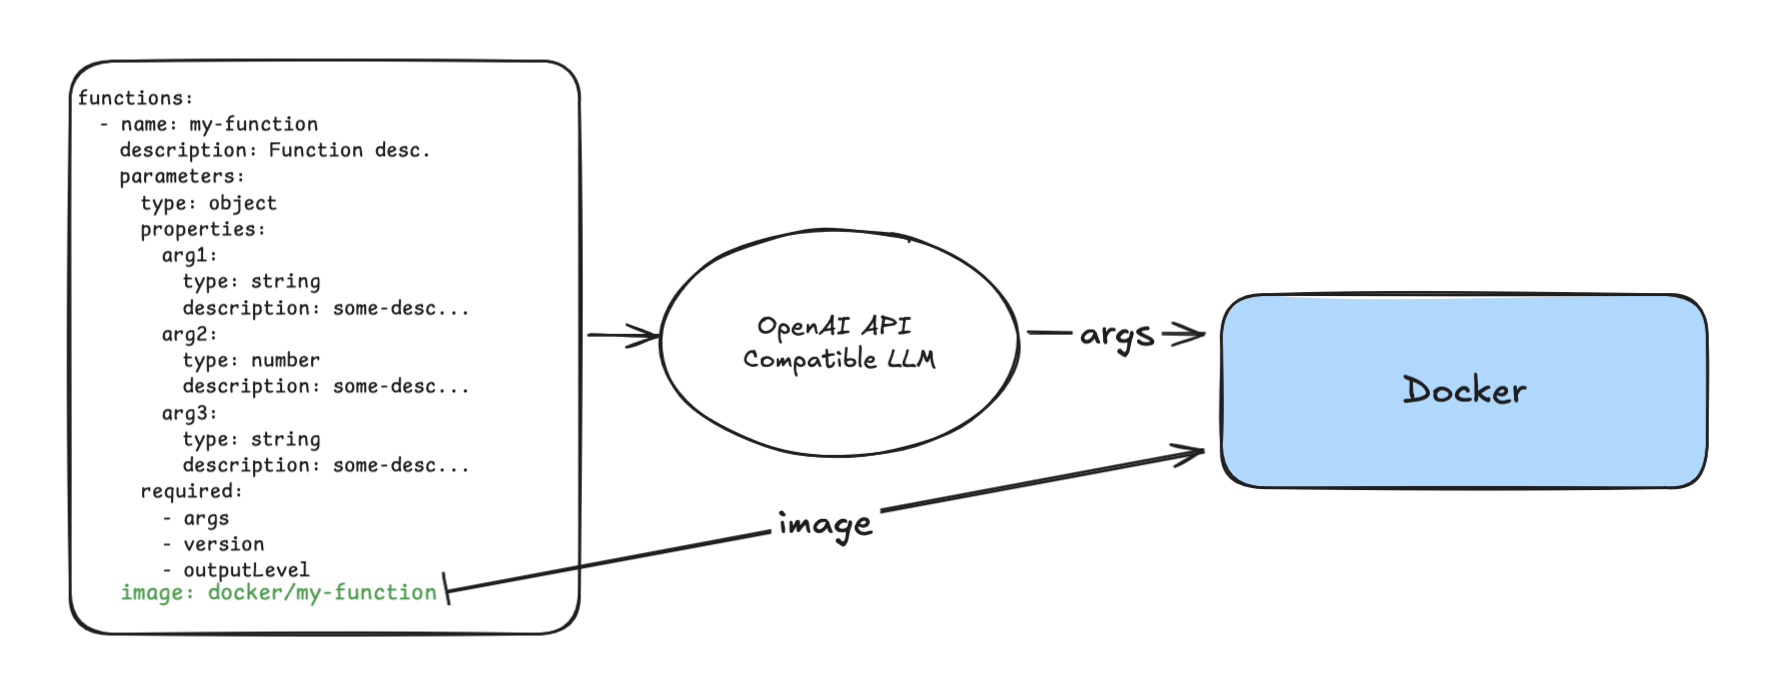 functions:
  - name: my-function
    description: Function desc.
    parameters:
      type: object
      properties:
        arg1:
          type: string
          description: some-desc...
        arg2:
          type: number
          description: some-desc...
        arg3:
          type: string
          description: some-desc...
      required:
        - args
        - version
        - outputLevel
    image: docker/my-function
OpenAI API
Compatible LLM
args
image
Docker